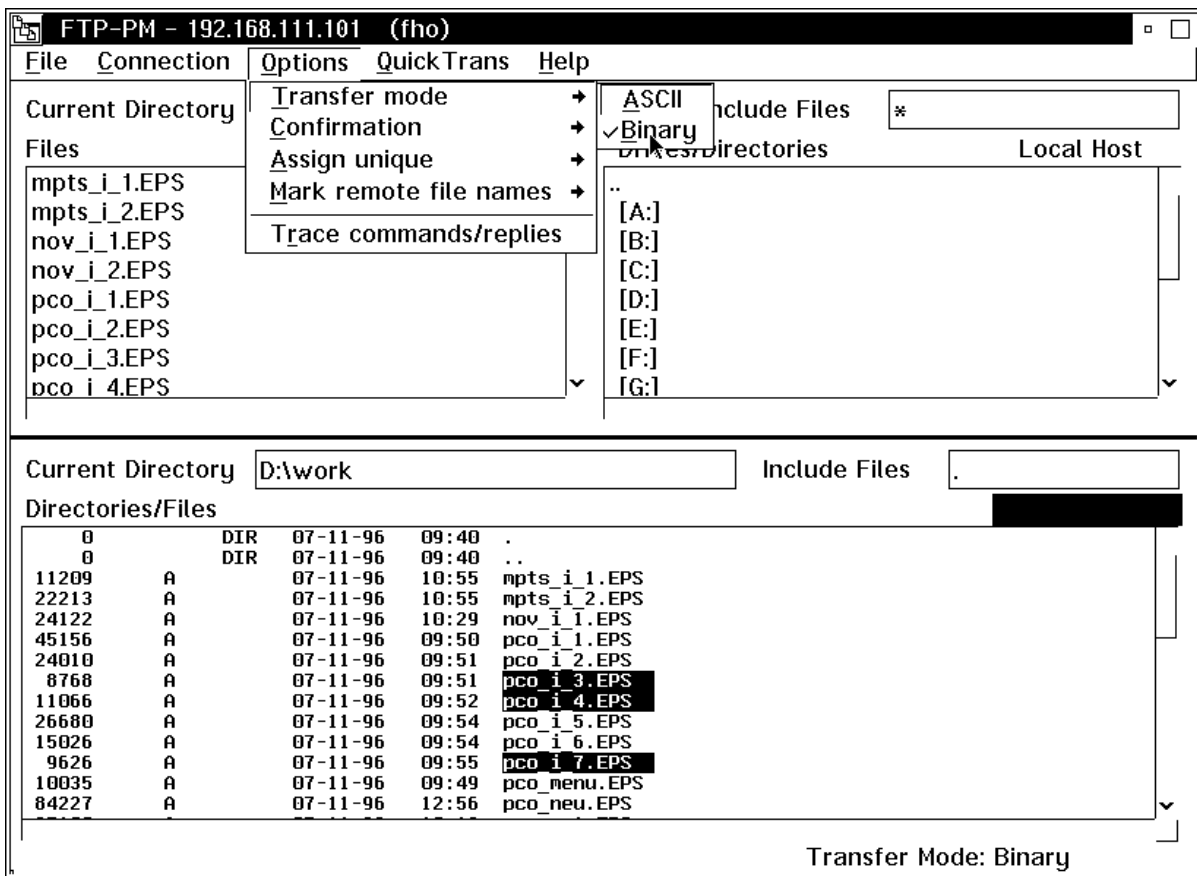 FTP-PM - 192.168.111.101 (fho)
File Connection Options QuickTrans Help
Transfer mode
Confirmation
Assign unique
Mark remote file names
Trace commands/replies
ASCII
Binary
Current Directory
Include Files *
Files
Drives/Directories Local Host
mpts_i_1.EPS
mpts_i_2.EPS
nov_i_1.EPS
nov_i_2.EPS
pco_i_1.EPS
pco_i_2.EPS
pco_i_3.EPS
pco_i_4.EPS
..
[A:]
[B:]
[C:]
[D:]
[E:]
[F:]
[G:]
Current Directory D:\work Include Files .
Directories/Files
0 DIR 07-11-96 09:40 .
0 DIR 07-11-96 09:40 ..
11209 A 07-11-96 10:55 mpts_i_1.EPS
22213 A 07-11-96 10:55 mpts_i_2.EPS
24122 A 07-11-96 10:29 nov_i_1.EPS
45156 A 07-11-96 09:50 pco_i_1.EPS
24010 A 07-11-96 09:51 pco_i_2.EPS
8768 A 07-11-96 09:51 pco_i_3.EPS
11066 A 07-11-96 09:52 pco_i_4.EPS
26680 A 07-11-96 09:54 pco_i_5.EPS
15026 A 07-11-96 09:54 pco_i_6.EPS
9626 A 07-11-96 09:55 pco_i_7.EPS
10035 A 07-11-96 09:49 pco_menu.EPS
84227 A 07-11-96 12:56 pco_neu.EPS
Transfer Mode: Binary